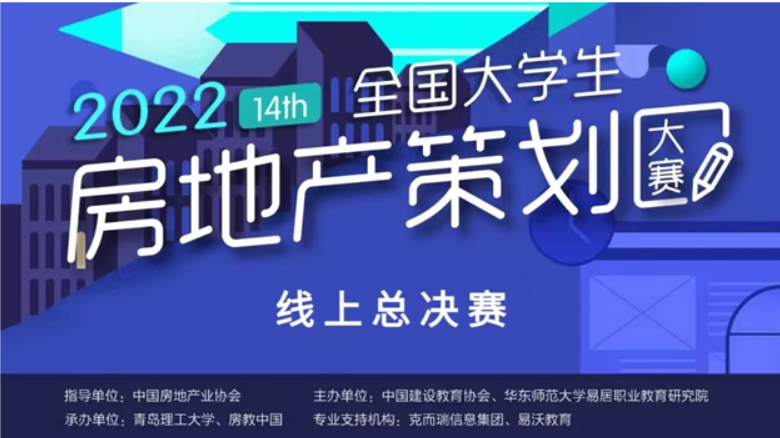 2022 14th 全国大学生
房地产策划大赛
线上总决赛
指导单位：中国房地产业协会 主办单位：中国建设教育协会、华东师范大学易居职业教育研究院
承办单位：青岛理工大学、房教中国 专业支持机构：克而瑞信息集团、易沃教育